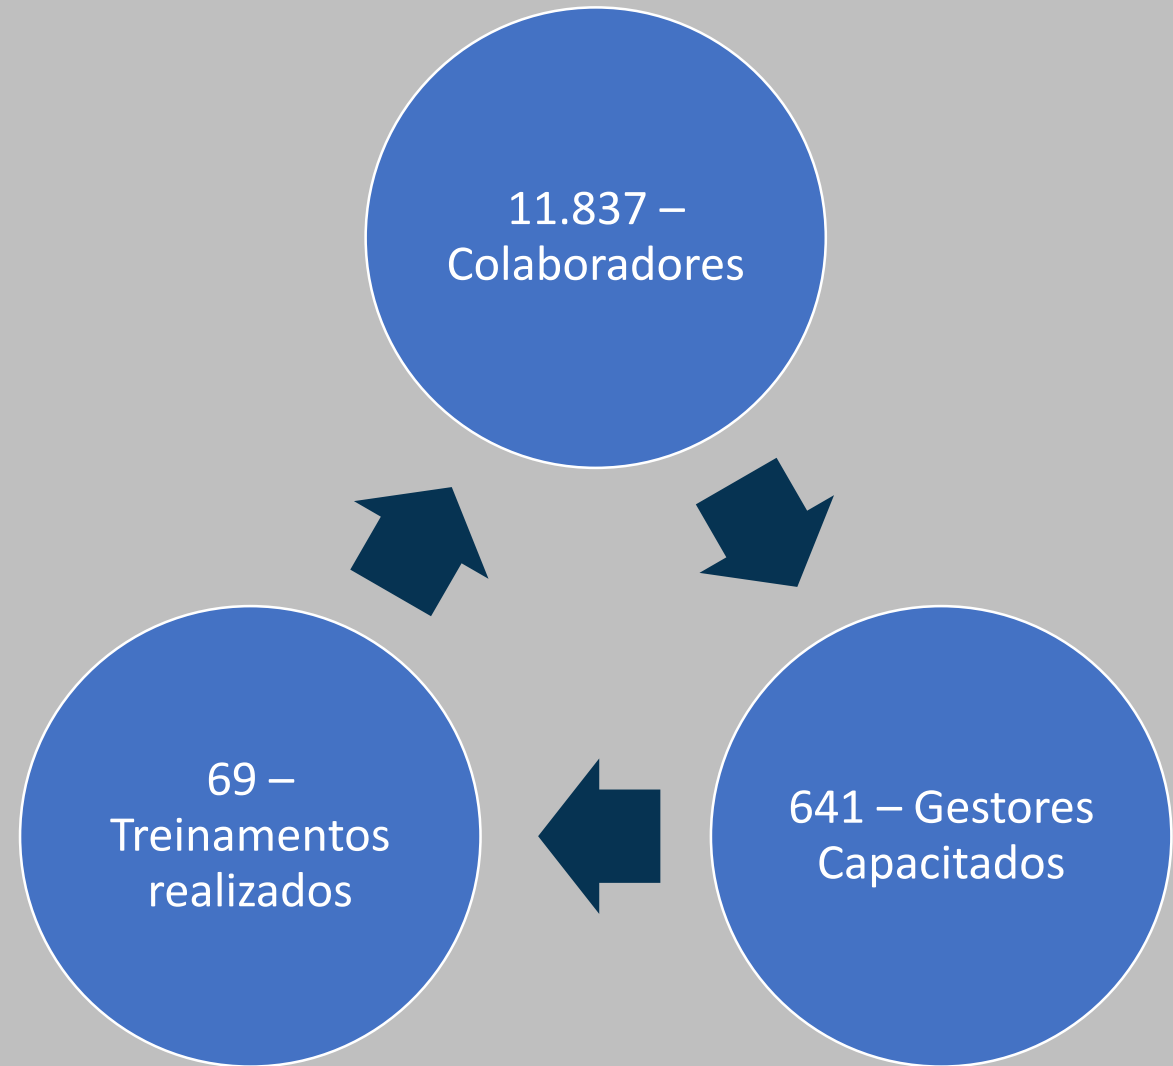 11.837 –
Colaboradores
641 – Gestores
Capacitados
69 –
Treinamentos
realizados